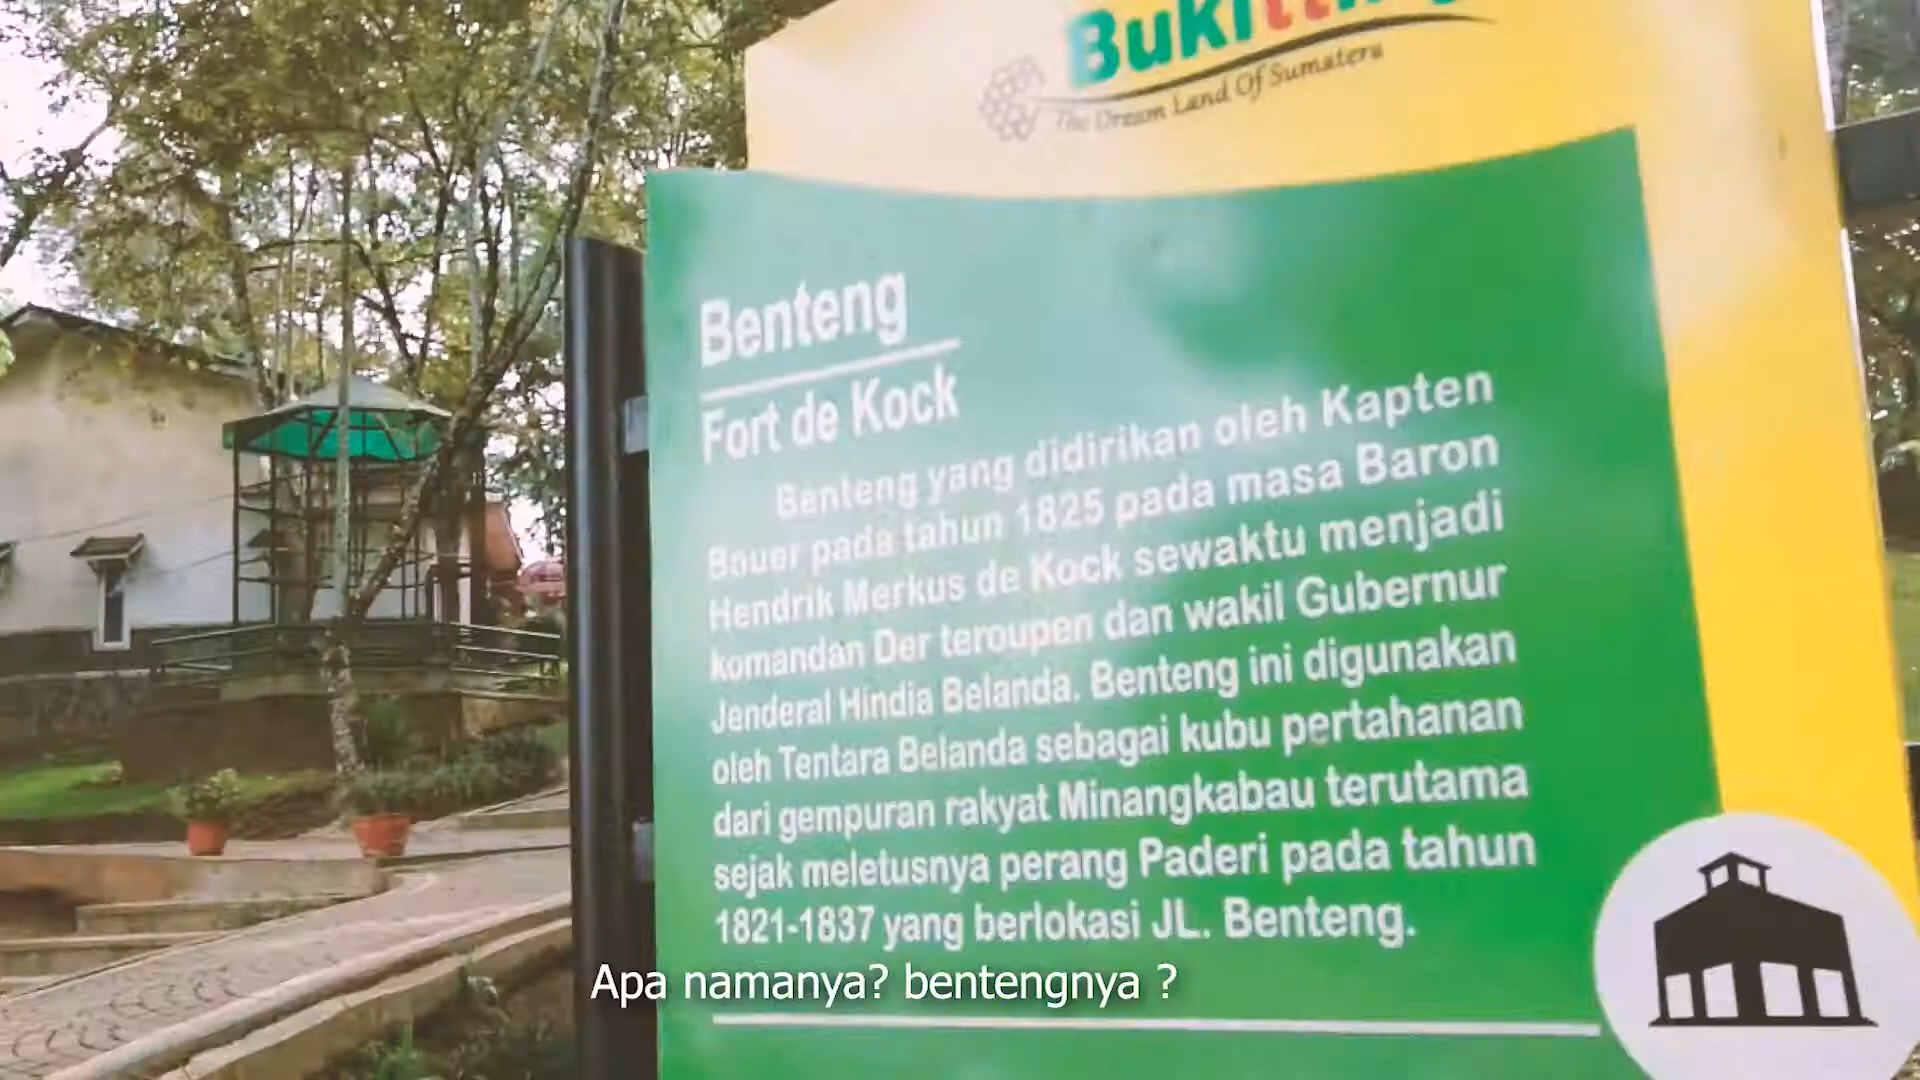 The Dream Land Of Sumatera
Benteng
Fort de Kock
Benteng yang didirikan oleh Kapten
Bouer pada tahun 1825 pada masa Baron
Hendrik Merkus de Kock sewaktu menjadi
komandan Der teroupen dan wakil Gubernur
Jenderal Hindia Belanda. Benteng ini digunakan
oleh Tentara Belanda sebagai kubu pertahanan
dari gempuran rakyat Minangkabau terutama
sejak meletusnya perang Paderi pada tahun
1821-1837 yang berlokasi JL. Benteng.
Apa namanya? bentengnya ?